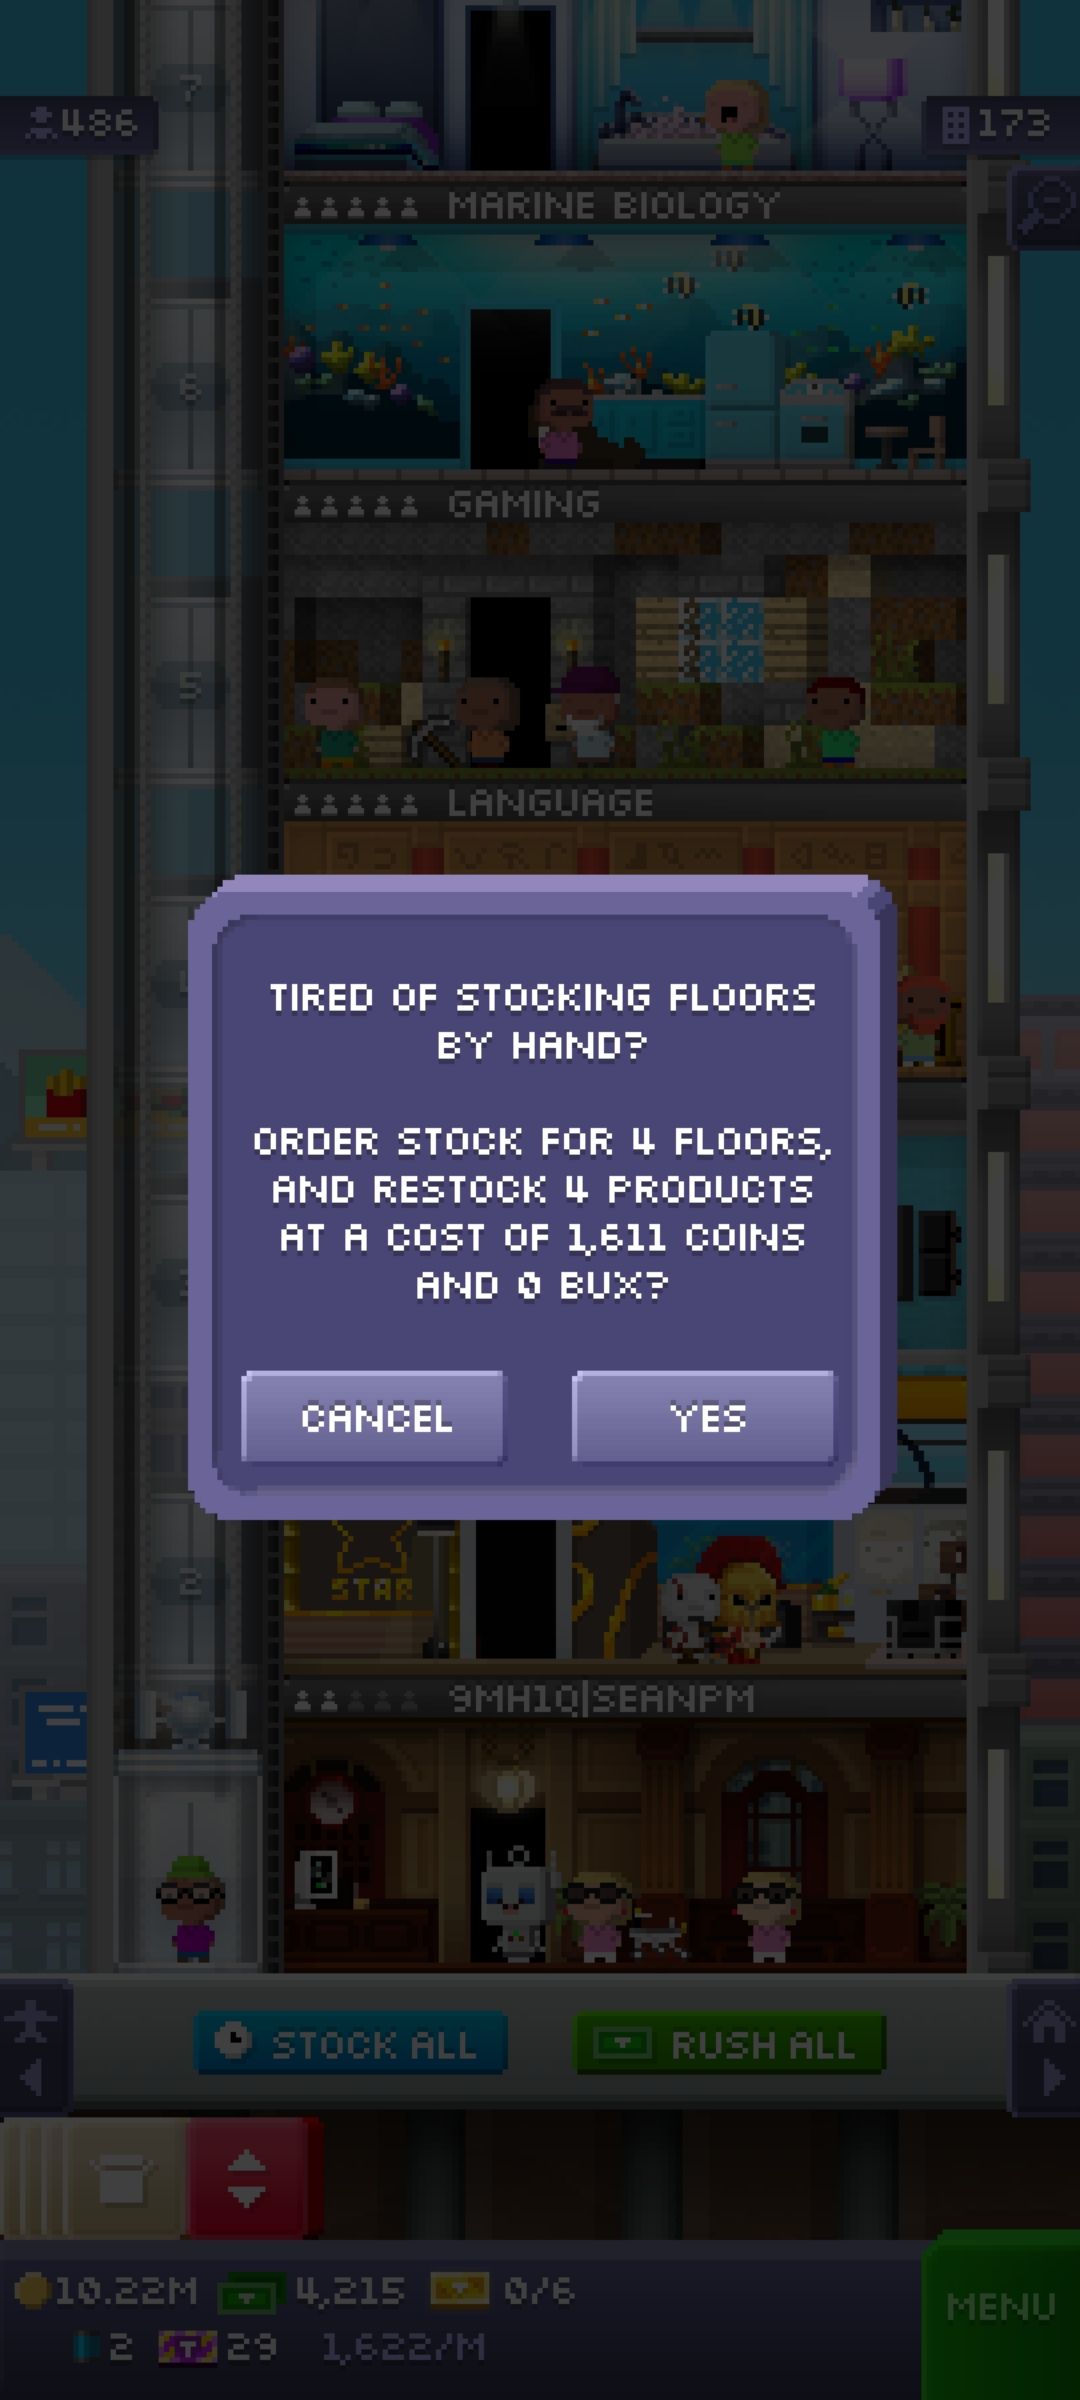 7
486
173
MARINE BIOLOGY
6
GAMING
5
LANGUAGE
TIRED OF STOCKING FLOORS
BY HAND?
ORDER STOCK FOR 4 FLOORS,
AND RESTOCK 4 PRODUCTS
AT A COST OF 1,611 COINS
AND 0 BUX?
CANCEL
YES
2
STAR
9MH1Q|SEANPM
STOCK ALL
RUSH ALL
10.22M
4,215
0/6
2
29
1,622/M
MENU